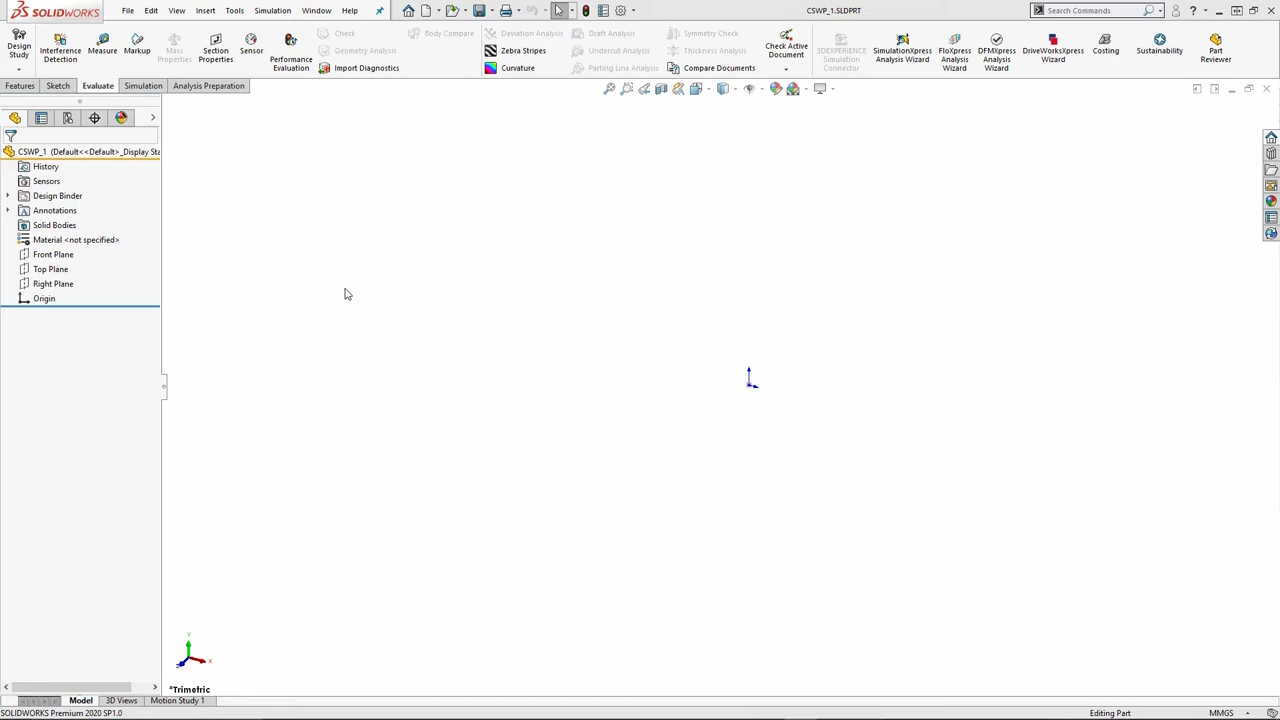 SOLIDWORKS File Edit View Insert Tools Simulation Window Help CSWP_1.SLDPRT Search Commands
Design Study
Interference Detection
Measure
Markup
Mass Properties
Section Properties
Sensor
Performance Evaluation
Check
Geometry Analysis
Import Diagnostics
Body Compare
Deviation Analysis
Zebra Stripes
Curvature
Draft Analysis
Undercut Analysis
Parting Line Analysis
Symmetry Check
Thickness Analysis
Compare Documents
Check Active Document
3DEXPERIENCE Simulation Connector
SimulationXpress Analysis Wizard
FloXpress Analysis Wizard
DFMXpress Analysis Wizard
DriveWorksXpress Wizard
Costing
Sustainability
Part Reviewer
Features Sketch Evaluate Simulation Analysis Preparation
CSWP_1 (Default<<Default>_Display Sta
History
Sensors
Design Binder
Annotations
Solid Bodies
Material <not specified>
Front Plane
Top Plane
Right Plane
Origin
Y
X
*Trimetric
Model 3D Views Motion Study 1
SOLIDWORKS Premium 2020 SP1.0 Editing Part MMGS